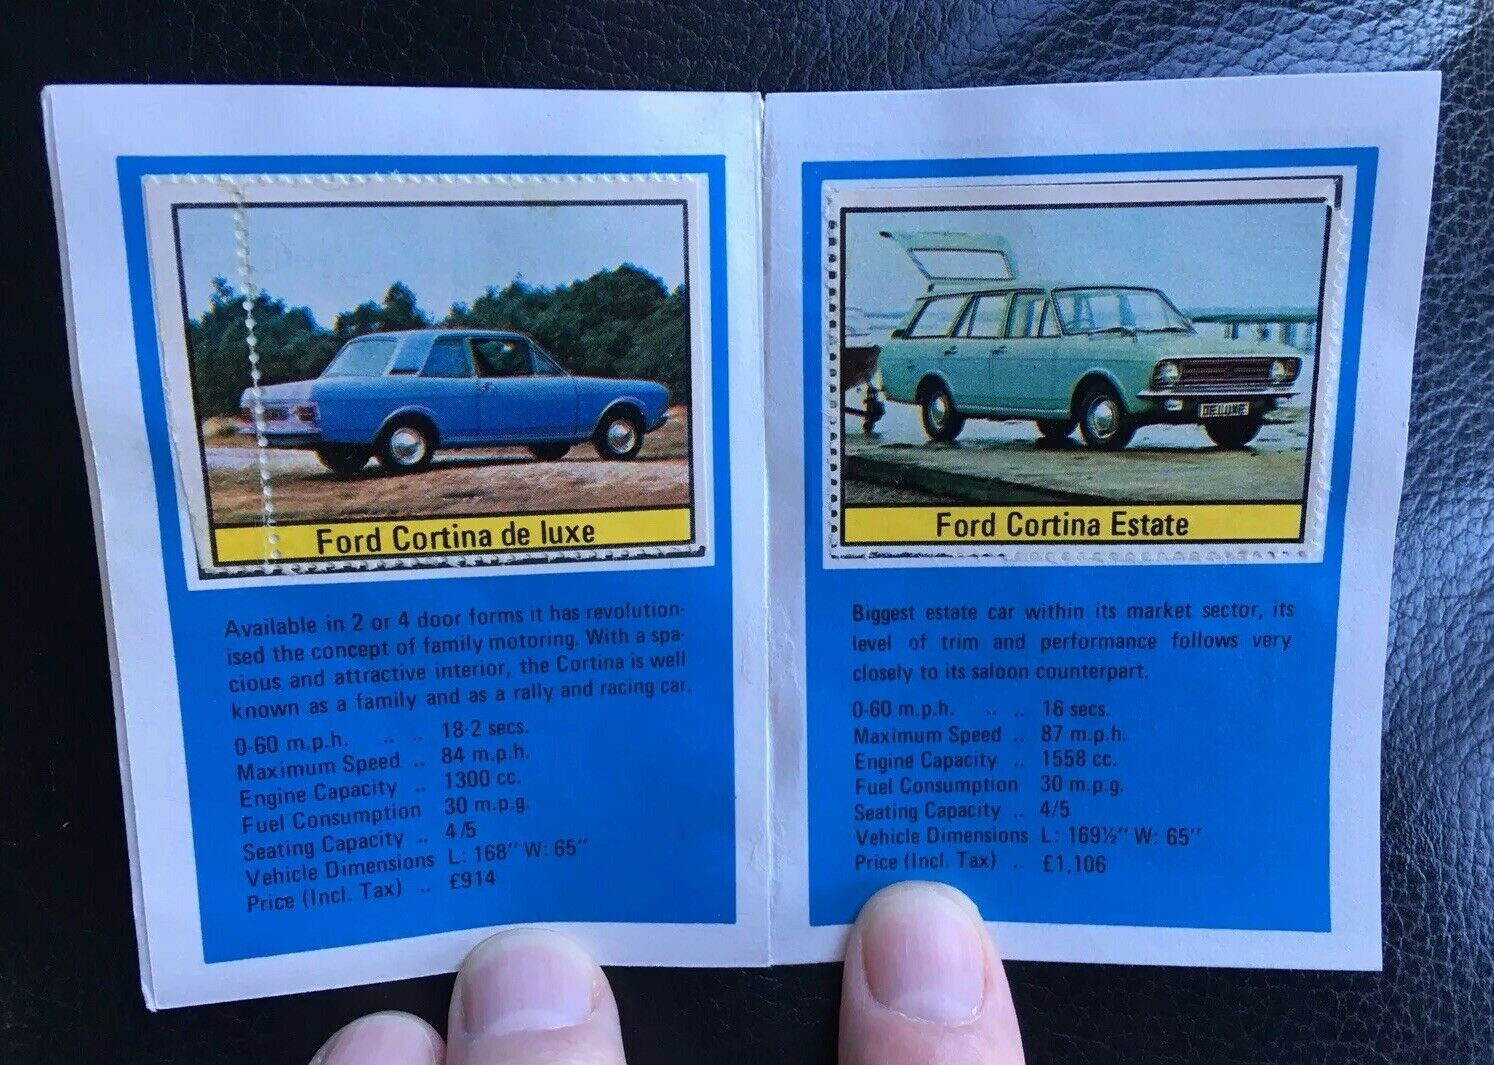 Ford Cortina de luxe
Available in 2 or 4 door forms it has revolution-
ised the concept of family motoring. With a spa-
cious and attractive interior, the Cortina is well
known as a family and as a rally and racing car.
0-60 m.p.h. .. .. 18·2 secs.
Maximum Speed .. 84 m.p.h.
Engine Capacity .. 1300 cc.
Fuel Consumption 30 m.p.g.
Seating Capacity .. 4/5
Vehicle Dimensions L: 168" W: 65"
Price (Incl. Tax) .. £914
DELUXE
Ford Cortina Estate
Biggest estate car within its market sector, its
level of trim and performance follows very
closely to its saloon counterpart.
0-60 m.p.h. .. .. 16 secs.
Maximum Speed .. 87 m.p.h.
Engine Capacity .. 1558 cc.
Fuel Consumption 30 m.p.g.
Seating Capacity .. 4/5
Vehicle Dimensions L: 169½" W: 65"
Price (Incl. Tax) .. £1,106